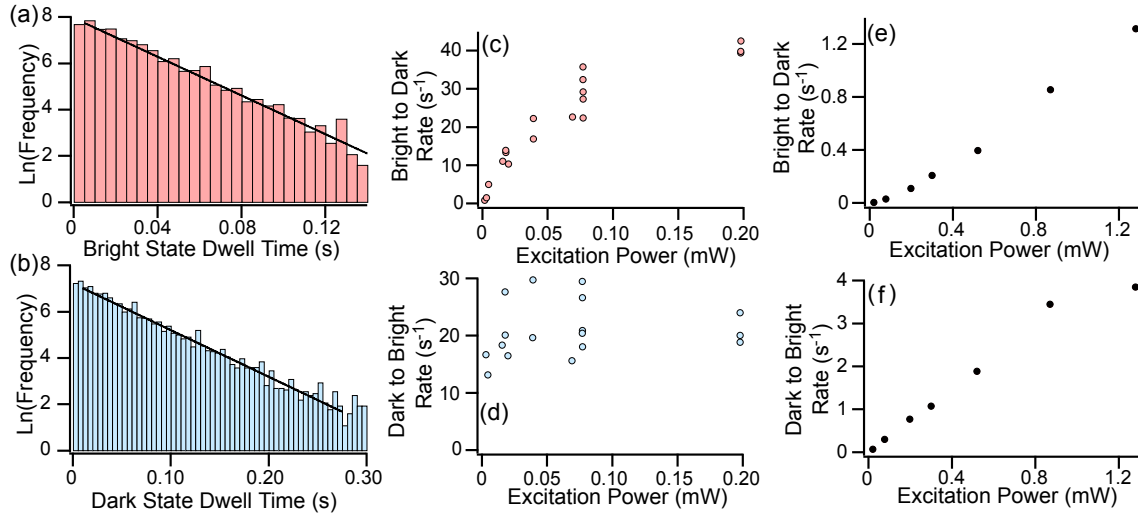 (a)
8
6
4
2
0
Ln(Frequency)
0
0.04
0.08
0.12
Bright State Dwell Time (s)
(b)
8
6
4
2
0
Ln(Frequency)
0
0.10
0.20
0.30
Dark State Dwell Time (s)
(c)
40
30
20
10
0
Bright to Dark
Rate (s⁻¹)
0
0.05
0.10
0.15
0.20
Excitation Power (mW)
30
20
10
0
Dark to Bright
Rate (s⁻¹)
(d)
0
0.05
0.10
0.15
0.20
Excitation Power (mW)
(e)
1.2
0.4
0
Bright to Dark
Rate (s⁻¹)
0
0.4
0.8
1.2
Excitation Power (mW)
(f)
4
3
2
1
0
Dark to Bright
Rate (s⁻¹)
0
0.4
0.8
1.2
Excitation Power (mW)